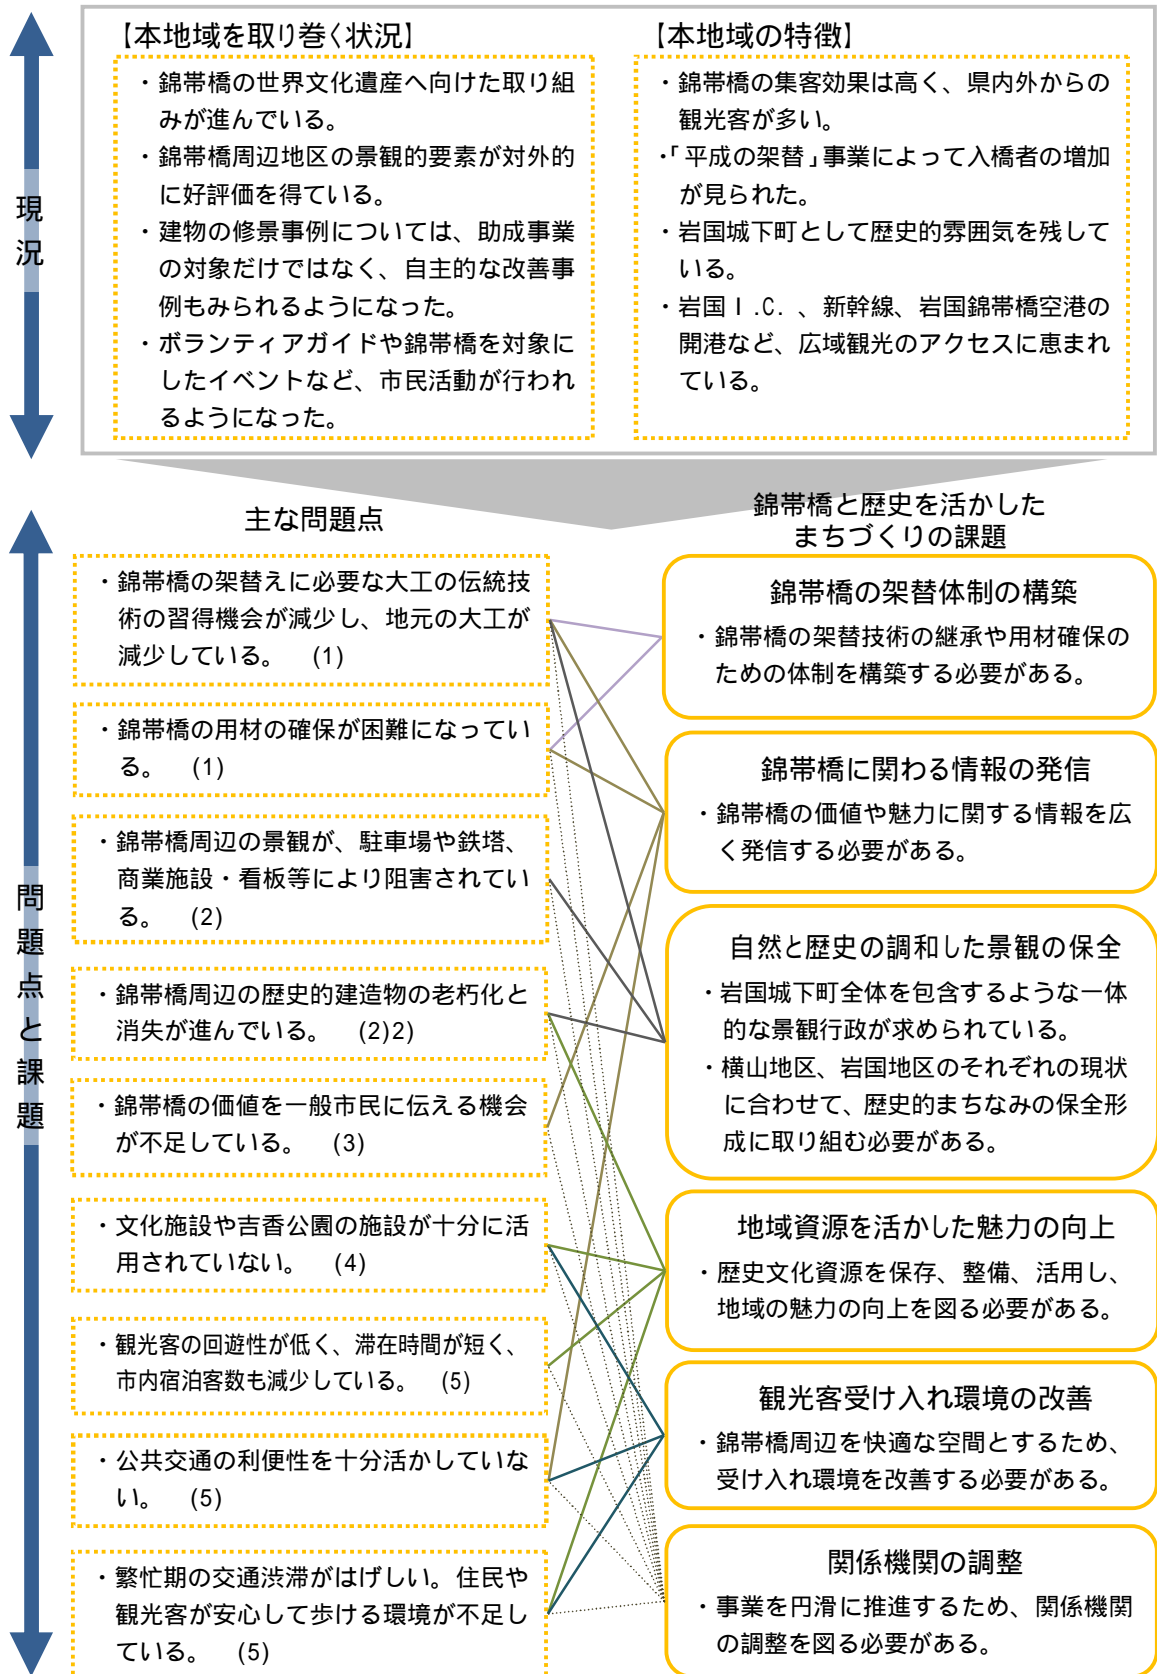 現況
【本地域を取り巻く状況】
・錦帯橋の世界文化遺産へ向けた取り組
みが進んでいる。
・錦帯橋周辺地区の景観的要素が対外的
に好評価を得ている。
・建物の修景事例については、助成事業
の対象だけではなく、自主的な改善事
例もみられるようになった。
・ボランティアガイドや錦帯橋を対象に
したイベントなど、市民活動が行われ
るようになった。
【本地域の特徴】
・錦帯橋の集客効果は高く、県内外からの
観光客が多い。
・「平成の架替」事業によって入橋者の増加
が見られた。
・岩国城下町として歴史的雰囲気を残して
いる。
・岩国I.C.、新幹線、岩国錦帯橋空港の
開港など、広域観光のアクセスに恵まれ
ている。
問題点と課題
主な問題点
・錦帯橋の架替えに必要な大工の伝統技
術の習得機会が減少し、地元の大工が
減少している。 (1)
・錦帯橋の用材の確保が困難になってい
る。 (1)
・錦帯橋周辺の景観が、駐車場や鉄塔、
商業施設・看板等により阻害されてい
る。 (2)
・錦帯橋周辺の歴史的建造物の老朽化と
消失が進んでいる。 (2)2)
・錦帯橋の価値を一般市民に伝える機会
が不足している。 (3)
・文化施設や吉香公園の施設が十分に活
用されていない。 (4)
・観光客の回遊性が低く、滞在時間が短く、
市内宿泊客数も減少している。 (5)
・公共交通の利便性を十分活かしていな
い。 (5)
・繁忙期の交通渋滞がはげしい。住民や
観光客が安心して歩ける環境が不足し
ている。 (5)
錦帯橋と歴史を活かした
まちづくりの課題
錦帯橋の架替体制の構築
・錦帯橋の架替技術の継承や用材確保の
ための体制を構築する必要がある。
錦帯橋に関わる情報の発信
・錦帯橋の価値や魅力に関する情報を広
く発信する必要がある。
自然と歴史の調和した景観の保全
・岩国城下町全体を包含するような一体
的な景観行政が求められている。
・横山地区、岩国地区のそれぞれの現状
に合わせて、歴史的まちなみの保全形
成に取り組む必要がある。
地域資源を活かした魅力の向上
・歴史文化資源を保存、整備、活用し、
地域の魅力の向上を図る必要がある。
観光客受け入れ環境の改善
・錦帯橋周辺を快適な空間とするため、
受け入れ環境を改善する必要がある。
関係機関の調整
・事業を円滑に推進するため、関係機関
の調整を図る必要がある。